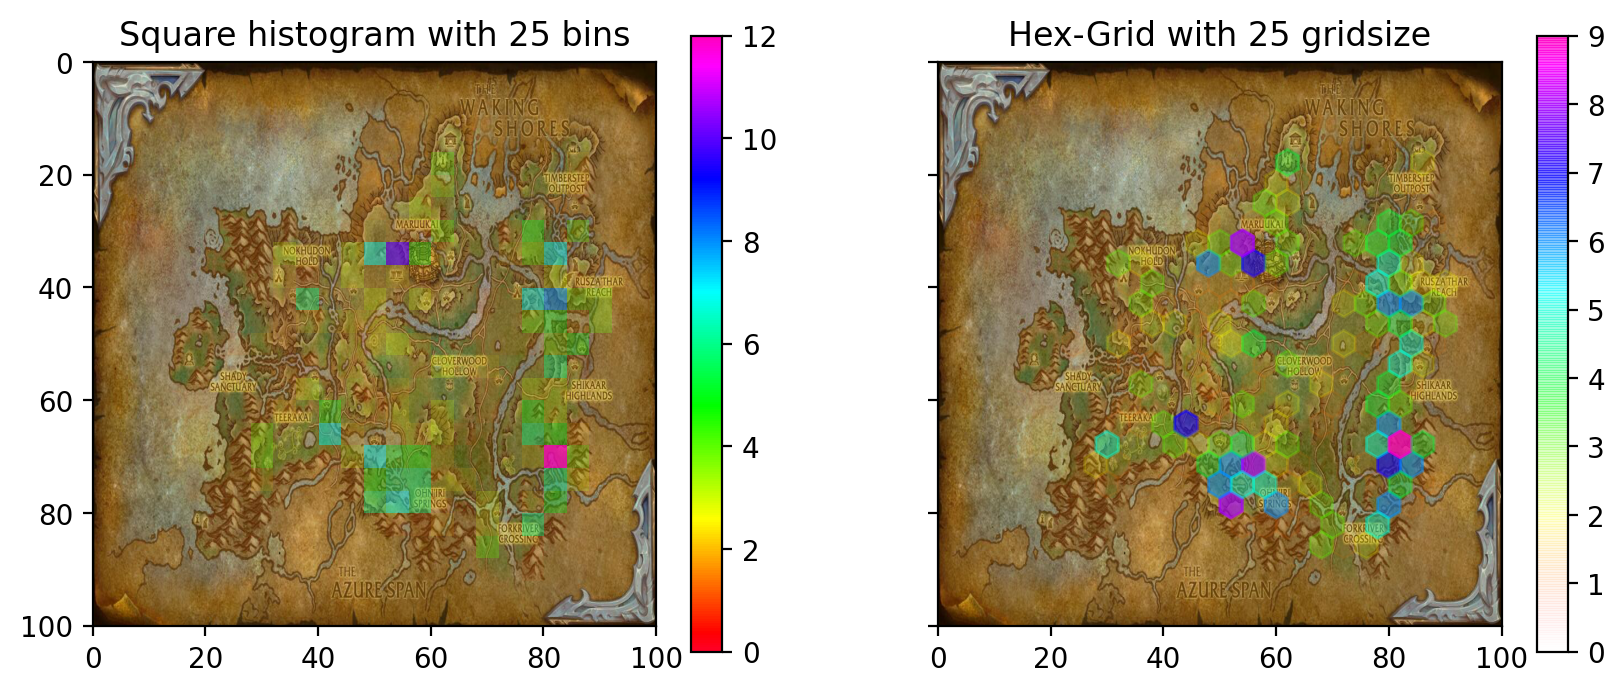 Square histogram with 25 bins
THE
WAKING
SHORES
TIMBERSTEP
OUTPOST
MARUUKAI
NOKHUDON
HOLD
RUSZA'THAR
REACH
CLOVERWOOD
HOLLOW
SHADY
SANCTUARY
SHIKAAR
HIGHLANDS
TEERAKAI
OHN'IRI
SPRINGS
FORKRIVER
CROSSING
THE
AZURE SPAN
0
20
40
60
80
100
0 20 40 60 80 100
12
10
8
6
4
2
0
Hex-Grid with 25 gridsize
THE
WAKING
SHORES
TIMBERSTEP
OUTPOST
MARUUKAI
NOKHUDON
HOLD
RUSZA'THAR
REACH
CLOVERWOOD
HOLLOW
SHADY
SANCTUARY
SHIKAAR
HIGHLANDS
TEERAKAI
OHN'IRI
SPRINGS
FORKRIVER
CROSSING
THE
AZURE SPAN
0 20 40 60 80 100
9
8
7
6
5
4
3
2
1
0